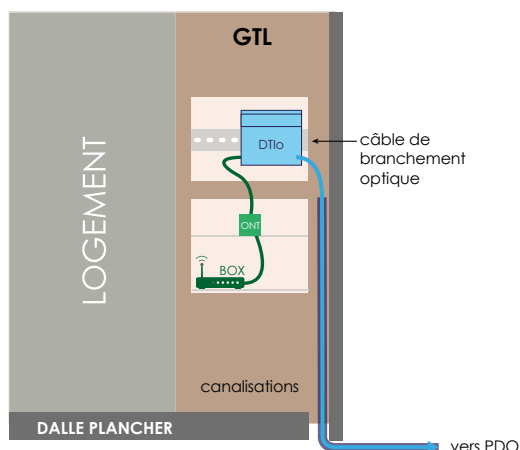 GTL
LOGEMENT
DTIo
câble de
branchement
optique
ONT
BOX
canalisations
DALLE PLANCHER
vers PDO